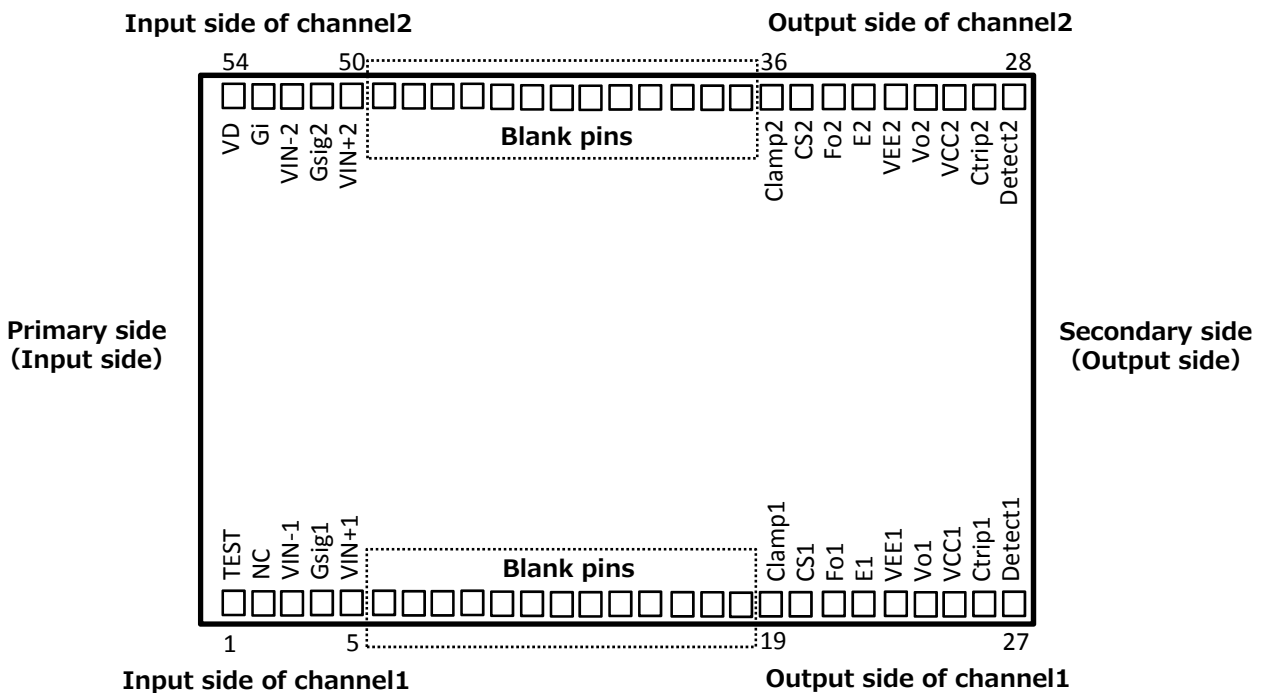 Input side of channel2
Output side of channel2
54
50
36
28
VD
Gi
VIN-2
Gsig2
VIN+2
Blank pins
Clamp2
CS2
Fo2
E2
VEE2
Vo2
VCC2
Ctrip2
Detect2
Primary side
（Input side）
Secondary side
（Output side）
TEST
NC
VIN-1
Gsig1
VIN+1
Blank pins
Clamp1
CS1
Fo1
E1
VEE1
Vo1
VCC1
Ctrip1
Detect1
1
5
19
27
Input side of channel1
Output side of channel1